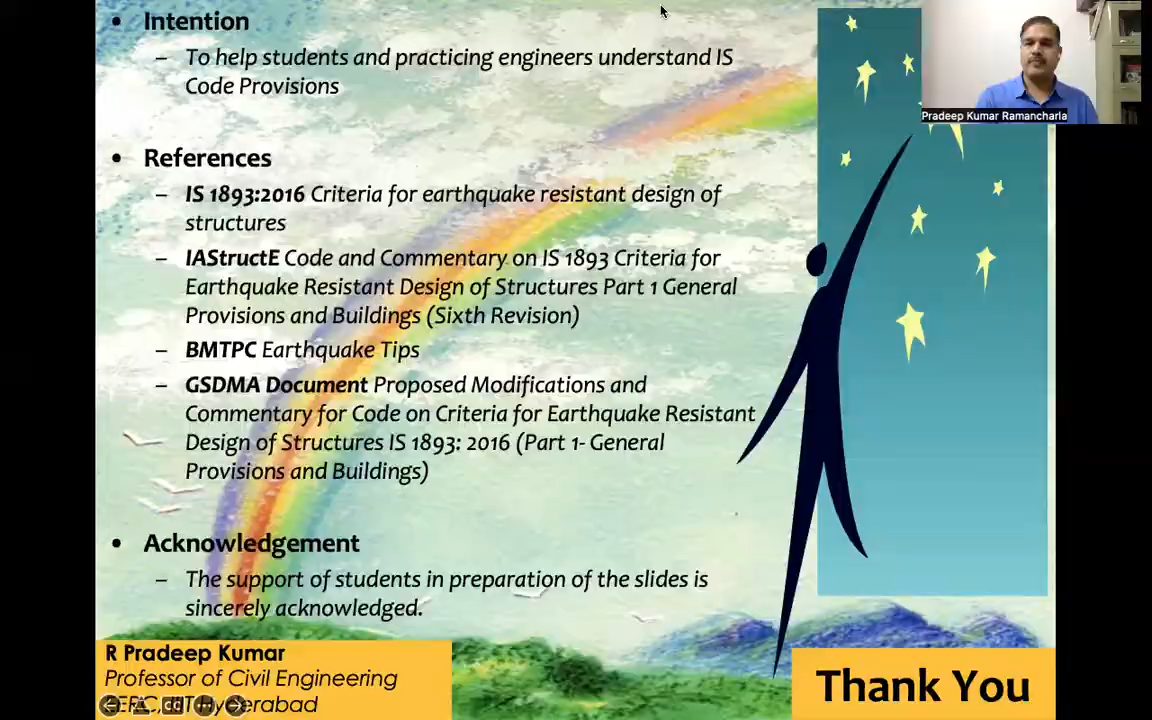 • Intention
– To help students and practicing engineers understand IS
Code Provisions
• References
– IS 1893:2016 Criteria for earthquake resistant design of
structures
– IAStructE Code and Commentary on IS 1893 Criteria for
Earthquake Resistant Design of Structures Part 1 General
Provisions and Buildings (Sixth Revision)
– BMTPC Earthquake Tips
– GSDMA Document Proposed Modifications and
Commentary for Code on Criteria for Earthquake Resistant
Design of Structures IS 1893: 2016 (Part 1- General
Provisions and Buildings)
• Acknowledgement
– The support of students in preparation of the slides is
sincerely acknowledged.
R Pradeep Kumar
Professor of Civil Engineering
Hyderabad
Thank You
Pradeep Kumar Ramancharla